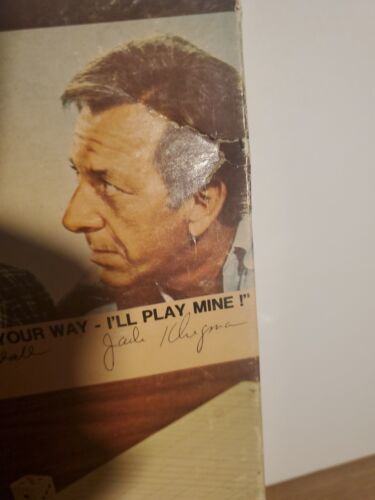 YOUR WAY - I'LL PLAY MINE !"
Jack Klugman